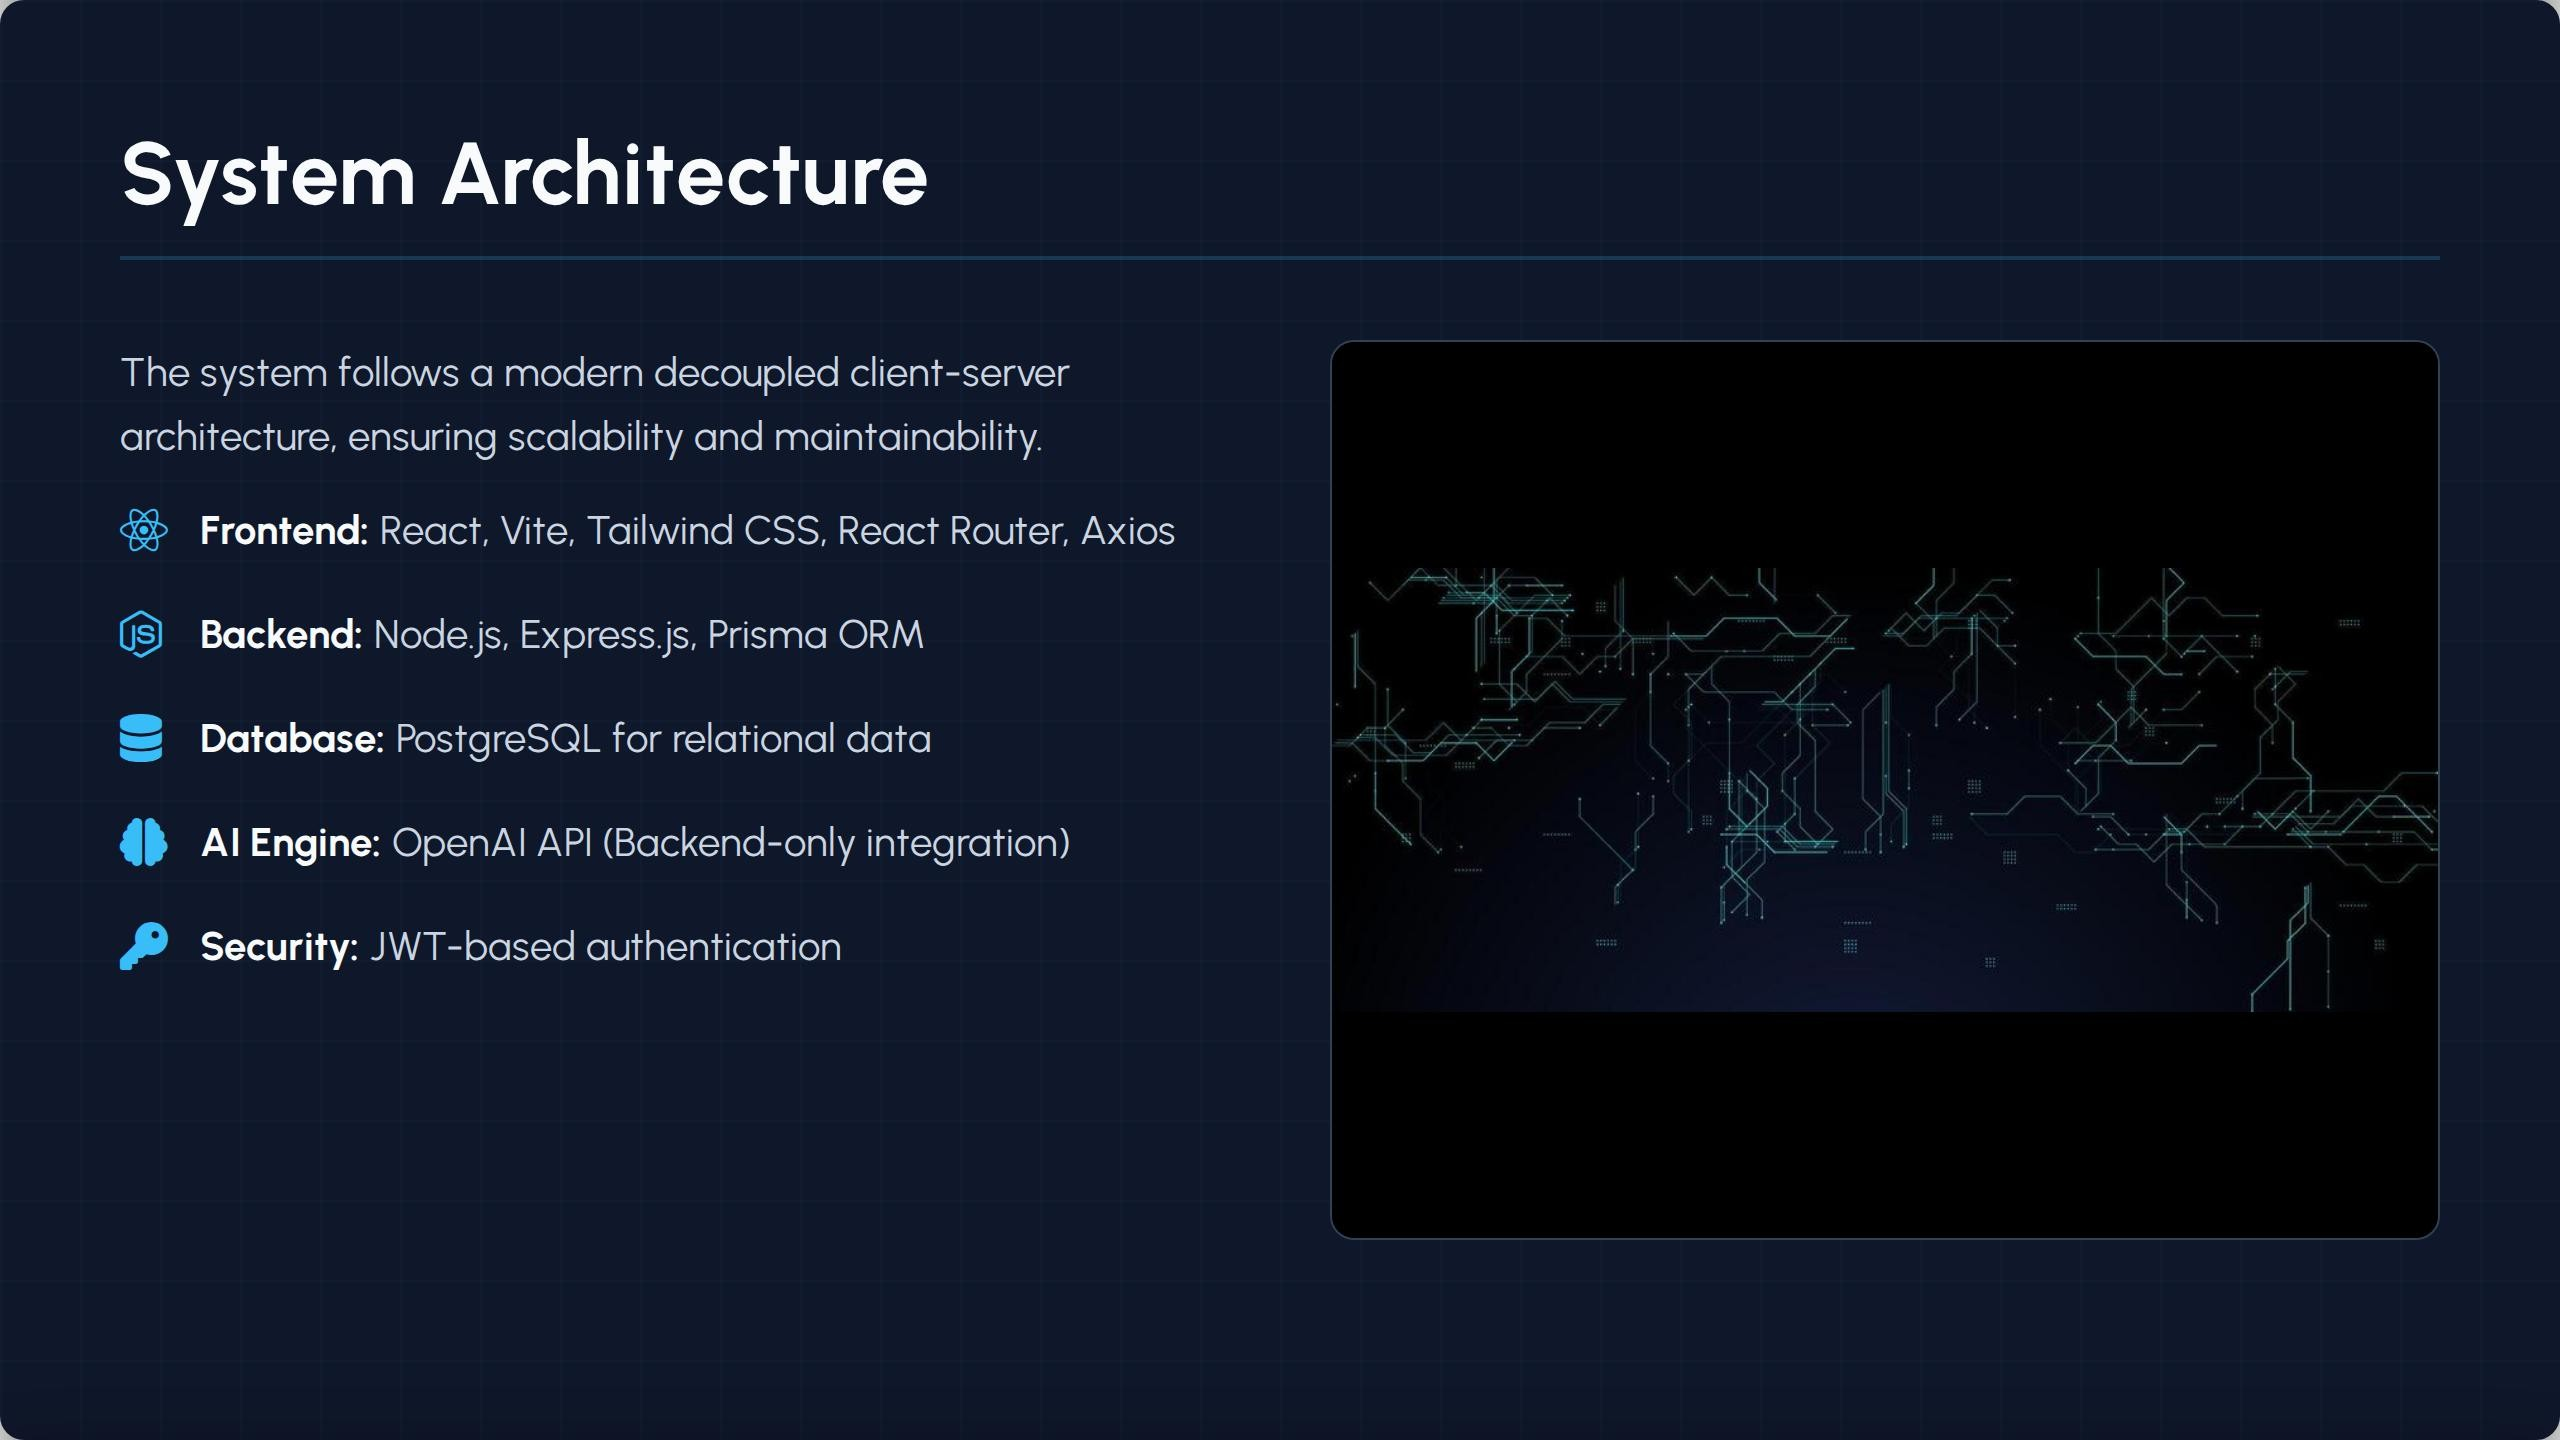 System Architecture
The system follows a modern decoupled client-server
architecture, ensuring scalability and maintainability.
Frontend: React, Vite, Tailwind CSS, React Router, Axios
JS
Backend: Node.js, Express.js, Prisma ORM
Database: PostgreSQL for relational data
AI Engine: OpenAI API (Backend-only integration)
Security: JWT-based authentication